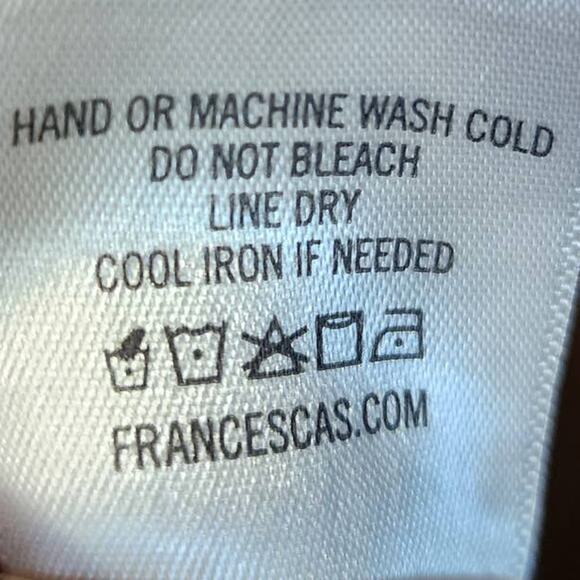 HAND OR MACHINE WASH COLD
DO NOT BLEACH
LINE DRY
COOL IRON IF NEEDED
FRANCESCAS.COM